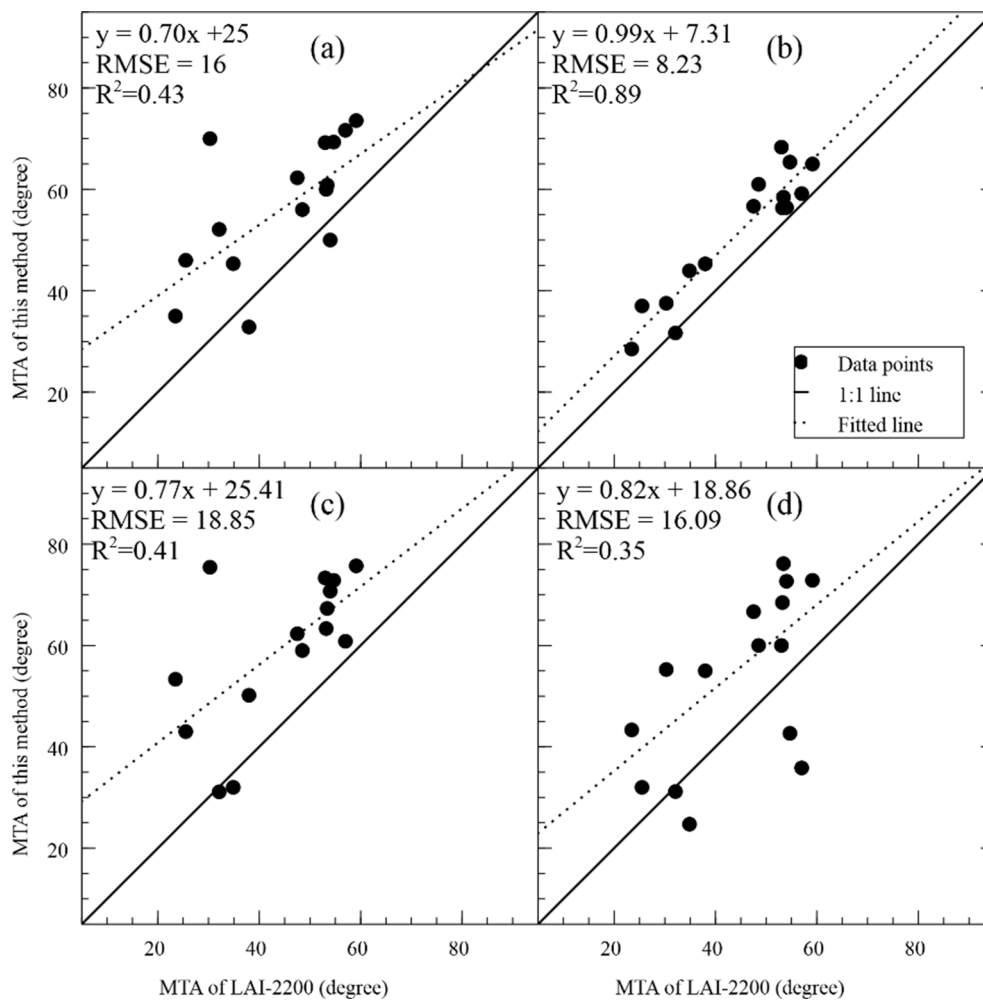 y = 0.70x +25
RMSE = 16
R²=0.43
(a)
80
60
40
20
MTA of this method (degree)
y = 0.99x + 7.31
RMSE = 8.23
R²=0.89
(b)
Data points
1:1 line
Fitted line
y = 0.77x + 25.41
RMSE = 18.85
R²=0.41
(c)
80
60
40
20
MTA of this method (degree)
20 40 60 80
MTA of LAI-2200 (degree)
y = 0.82x + 18.86
RMSE = 16.09
R²=0.35
(d)
20 40 60 80
MTA of LAI-2200 (degree)